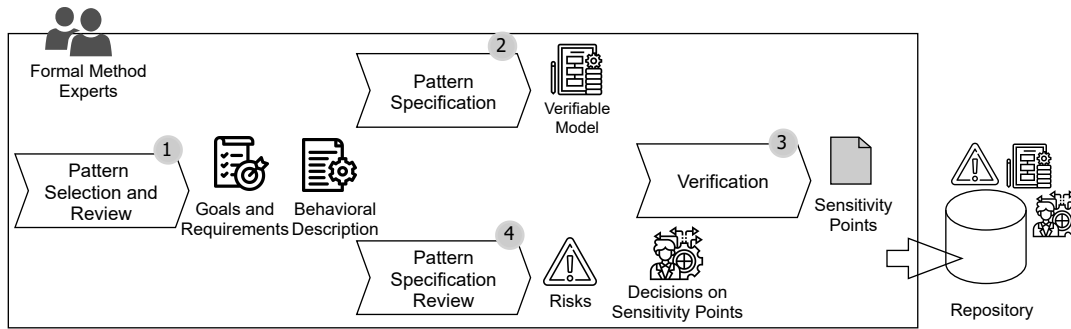 Formal Method
Experts
1
Pattern
Selection and
Review
Goals and
Requirements
Behavioral
Description
2
Pattern
Specification
Verifiable
Model
3
Verification
Sensitivity
Points
4
Pattern
Specification
Review
Risks
Decisions on
Sensitivity Points
Repository